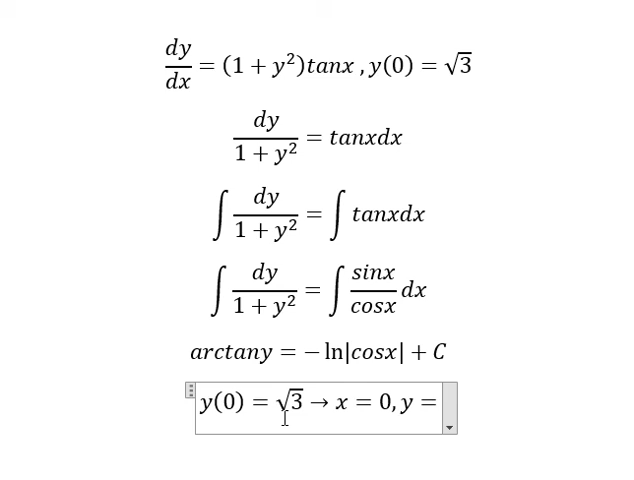 dy/dx = (1 + y²)tanx , y(0) = √3
dy/(1 + y²) = tanxdx
∫ dy/(1 + y²) = ∫ tanxdx
∫ dy/(1 + y²) = ∫ sinx/cosx dx
arctany = −ln|cosx| + C
y(0) = √3 → x = 0, y =